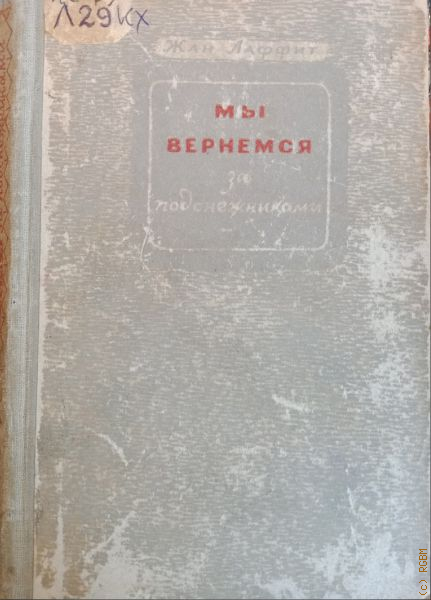 Л29кх
Жан Лаффит
МЫ
ВЕРНЕМСЯ
за
подснежниками
(c) RGBM